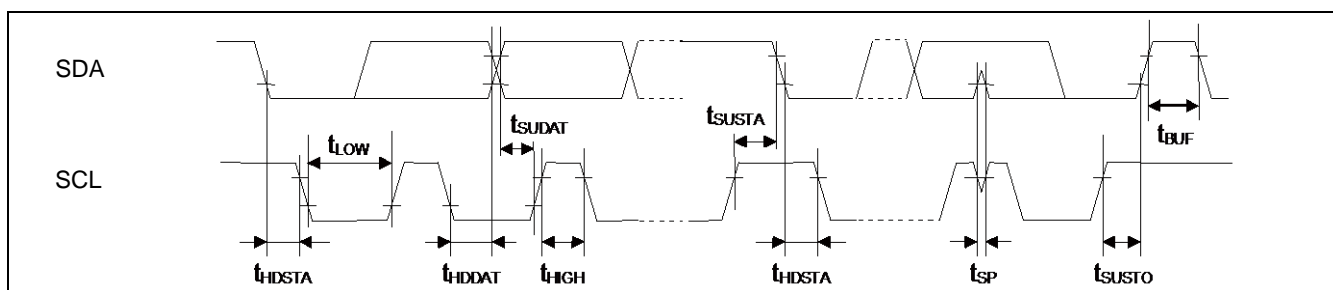 SDA
tSUDAT
tSUSTA
tBUF
tLOW
SCL
tHDSTA
tHDDAT
tHIGH
tHDSTA
tSP
tSUSTO